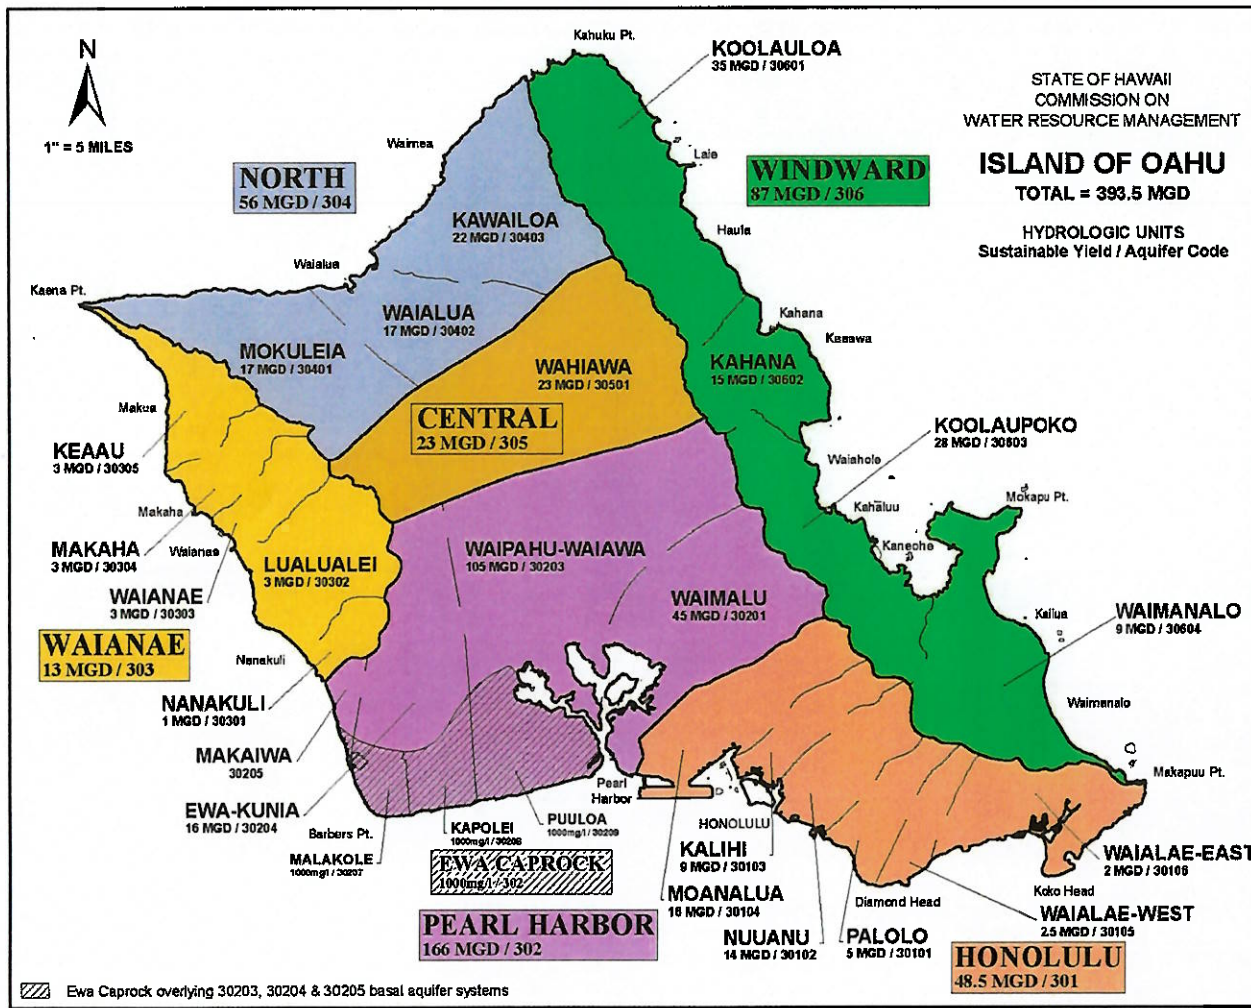 N
1" = 5 MILES
STATE OF HAWAII
COMMISSION ON
WATER RESOURCE MANAGEMENT
ISLAND OF OAHU
TOTAL = 393.5 MGD
HYDROLOGIC UNITS
Sustainable Yield / Aquifer Code
Kahuku Pt.
KOOLAULOA
35 MGD / 30601
Waimea
Laie
NORTH
56 MGD / 304
WINDWARD
87 MGD / 306
KAWAILOA
22 MGD / 30403
Haula
Waialua
Kaena Pt.
WAIALUA
17 MGD / 30402
Kahana
Kaaawa
MOKULEIA
17 MGD / 30401
WAHIAWA
23 MGD / 30501
KAHANA
15 MGD / 30602
Makua
CENTRAL
23 MGD / 305
KOOLAUPOKO
28 MGD / 30603
KEAAU
3 MGD / 30305
Waiahole
Mokapu Pt.
Kahaluu
Makaha
Kaneohe
MAKAHA
3 MGD / 30304
Waianae
LUALUALEI
3 MGD / 30302
WAIPAHU-WAIAWA
105 MGD / 30203
WAIANAE
3 MGD / 30303
WAIMALU
45 MGD / 30201
Kailua
WAIMANALO
9 MGD / 30604
WAIANAE
13 MGD / 303
Nanakuli
NANAKULI
1 MGD / 30301
Waimanalo
MAKAIWA
30205
Makapuu Pt.
EWA-KUNIA
16 MGD / 30204
Pearl
Harbor
Barbers Pt.
KAPOLEI
1000mg/l / 30208
PUULOA
1000mg/l / 30209
HONOLULU
MALAKOLE
1000mg/l / 30207
EWA CAPROCK
1000mg/l / 302
KALIHI
9 MGD / 30103
WAIALAE-EAST
2 MGD / 30106
MOANALUA
16 MGD / 30104
Diamond Head
Koko Head
WAIALAE-WEST
2.5 MGD / 30105
PEARL HARBOR
166 MGD / 302
NUUANU
14 MGD / 30102
PALOLO
5 MGD / 30101
HONOLULU
48.5 MGD / 301
Ewa Caprock overlying 30203, 30204 & 30205 basal aquifer systems